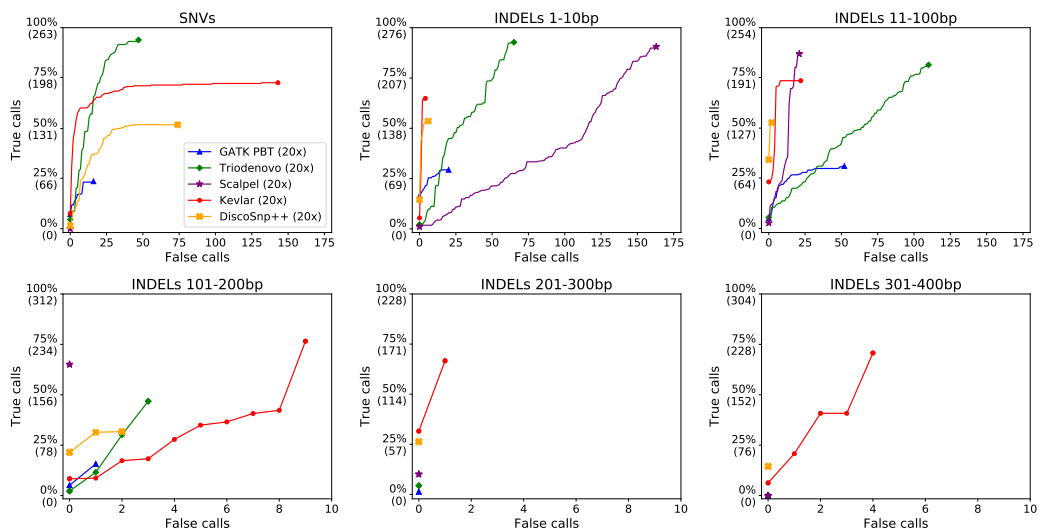 SNVs
100%
(263)
75%
(198)
50%
(131)
25%
(66)
0%
(0)
True calls
GATK PBT (20x)
Triodenovo (20x)
Scalpel (20x)
Kevlar (20x)
DiscoSnp++ (20x)
0 25 50 75 100 125 150 175
False calls
INDELs 1-10bp
100%
(276)
75%
(207)
50%
(138)
25%
(69)
0%
(0)
True calls
0 25 50 75 100 125 150 175
False calls
INDELs 11-100bp
100%
(254)
75%
(191)
50%
(127)
25%
(64)
0%
(0)
True calls
0 25 50 75 100 125 150 175
False calls
INDELs 101-200bp
100%
(312)
75%
(234)
50%
(156)
25%
(78)
0%
(0)
True calls
0 2 4 6 8 10
False calls
INDELs 201-300bp
100%
(228)
75%
(171)
50%
(114)
25%
(57)
0%
(0)
True calls
0 2 4 6 8 10
False calls
INDELs 301-400bp
100%
(304)
75%
(228)
50%
(152)
25%
(76)
0%
(0)
True calls
0 2 4 6 8 10
False calls